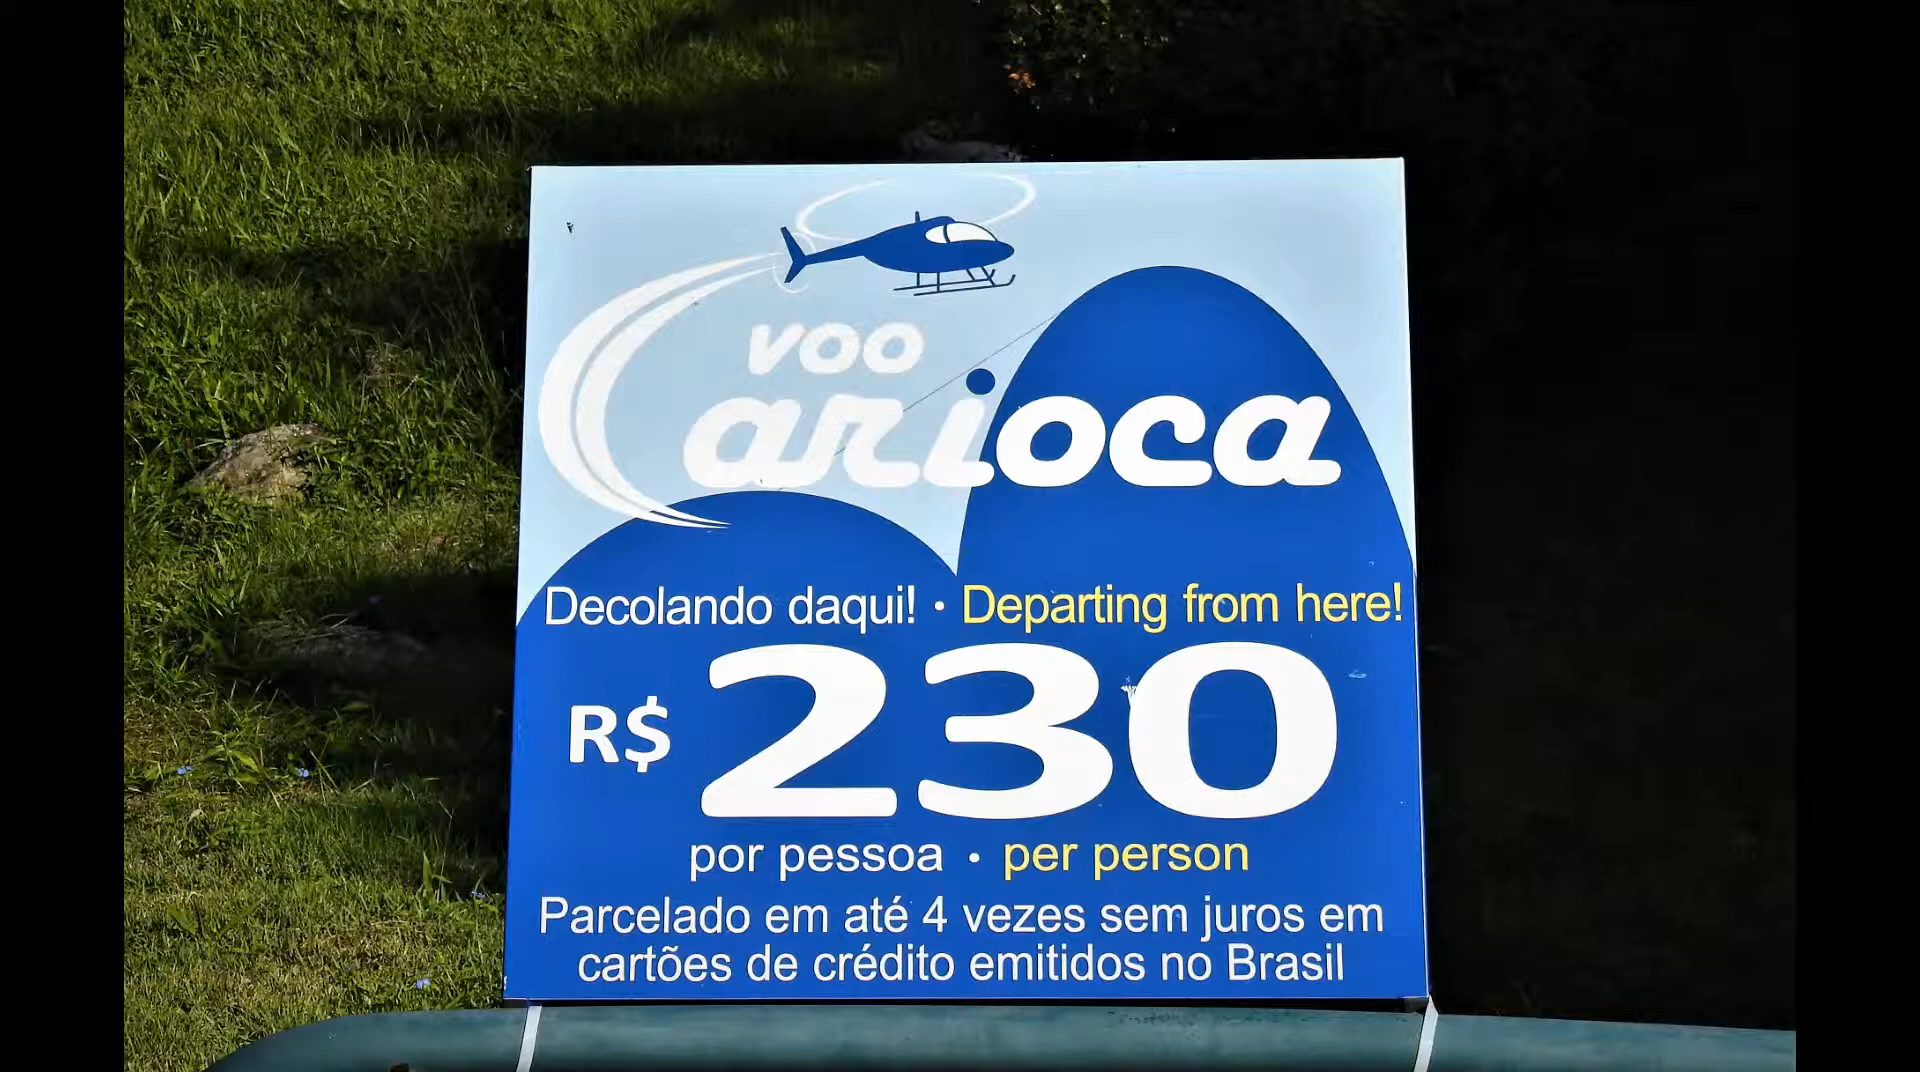 voo
Carioca
Decolando daqui! • Departing from here!
R$ 230
por pessoa • per person
Parcelado em até 4 vezes sem juros em
cartões de crédito emitidos no Brasil